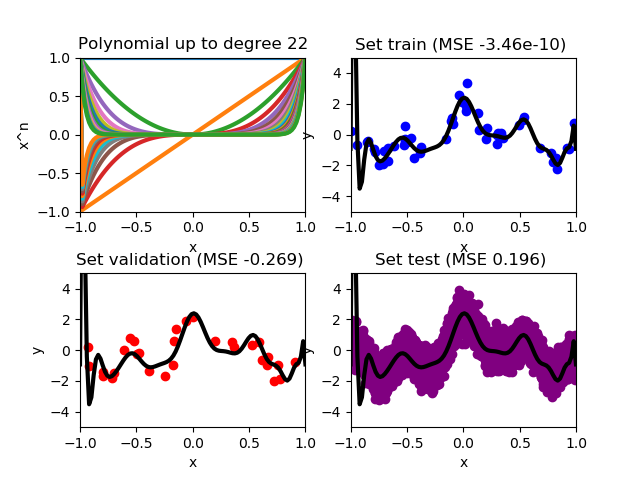 Polynomial up to degree 22
x^n
1.0
0.5
0.0
−0.5
−1.0
−1.0 −0.5 0.0 0.5 1.0
x
Set train (MSE -3.46e-10)
y
4
2
0
−2
−4
−1.0 −0.5 0.0 0.5 1.0
x
Set validation (MSE -0.269)
y
4
2
0
−2
−4
−1.0 −0.5 0.0 0.5 1.0
x
Set test (MSE 0.196)
y
4
2
0
−2
−4
−1.0 −0.5 0.0 0.5 1.0
x